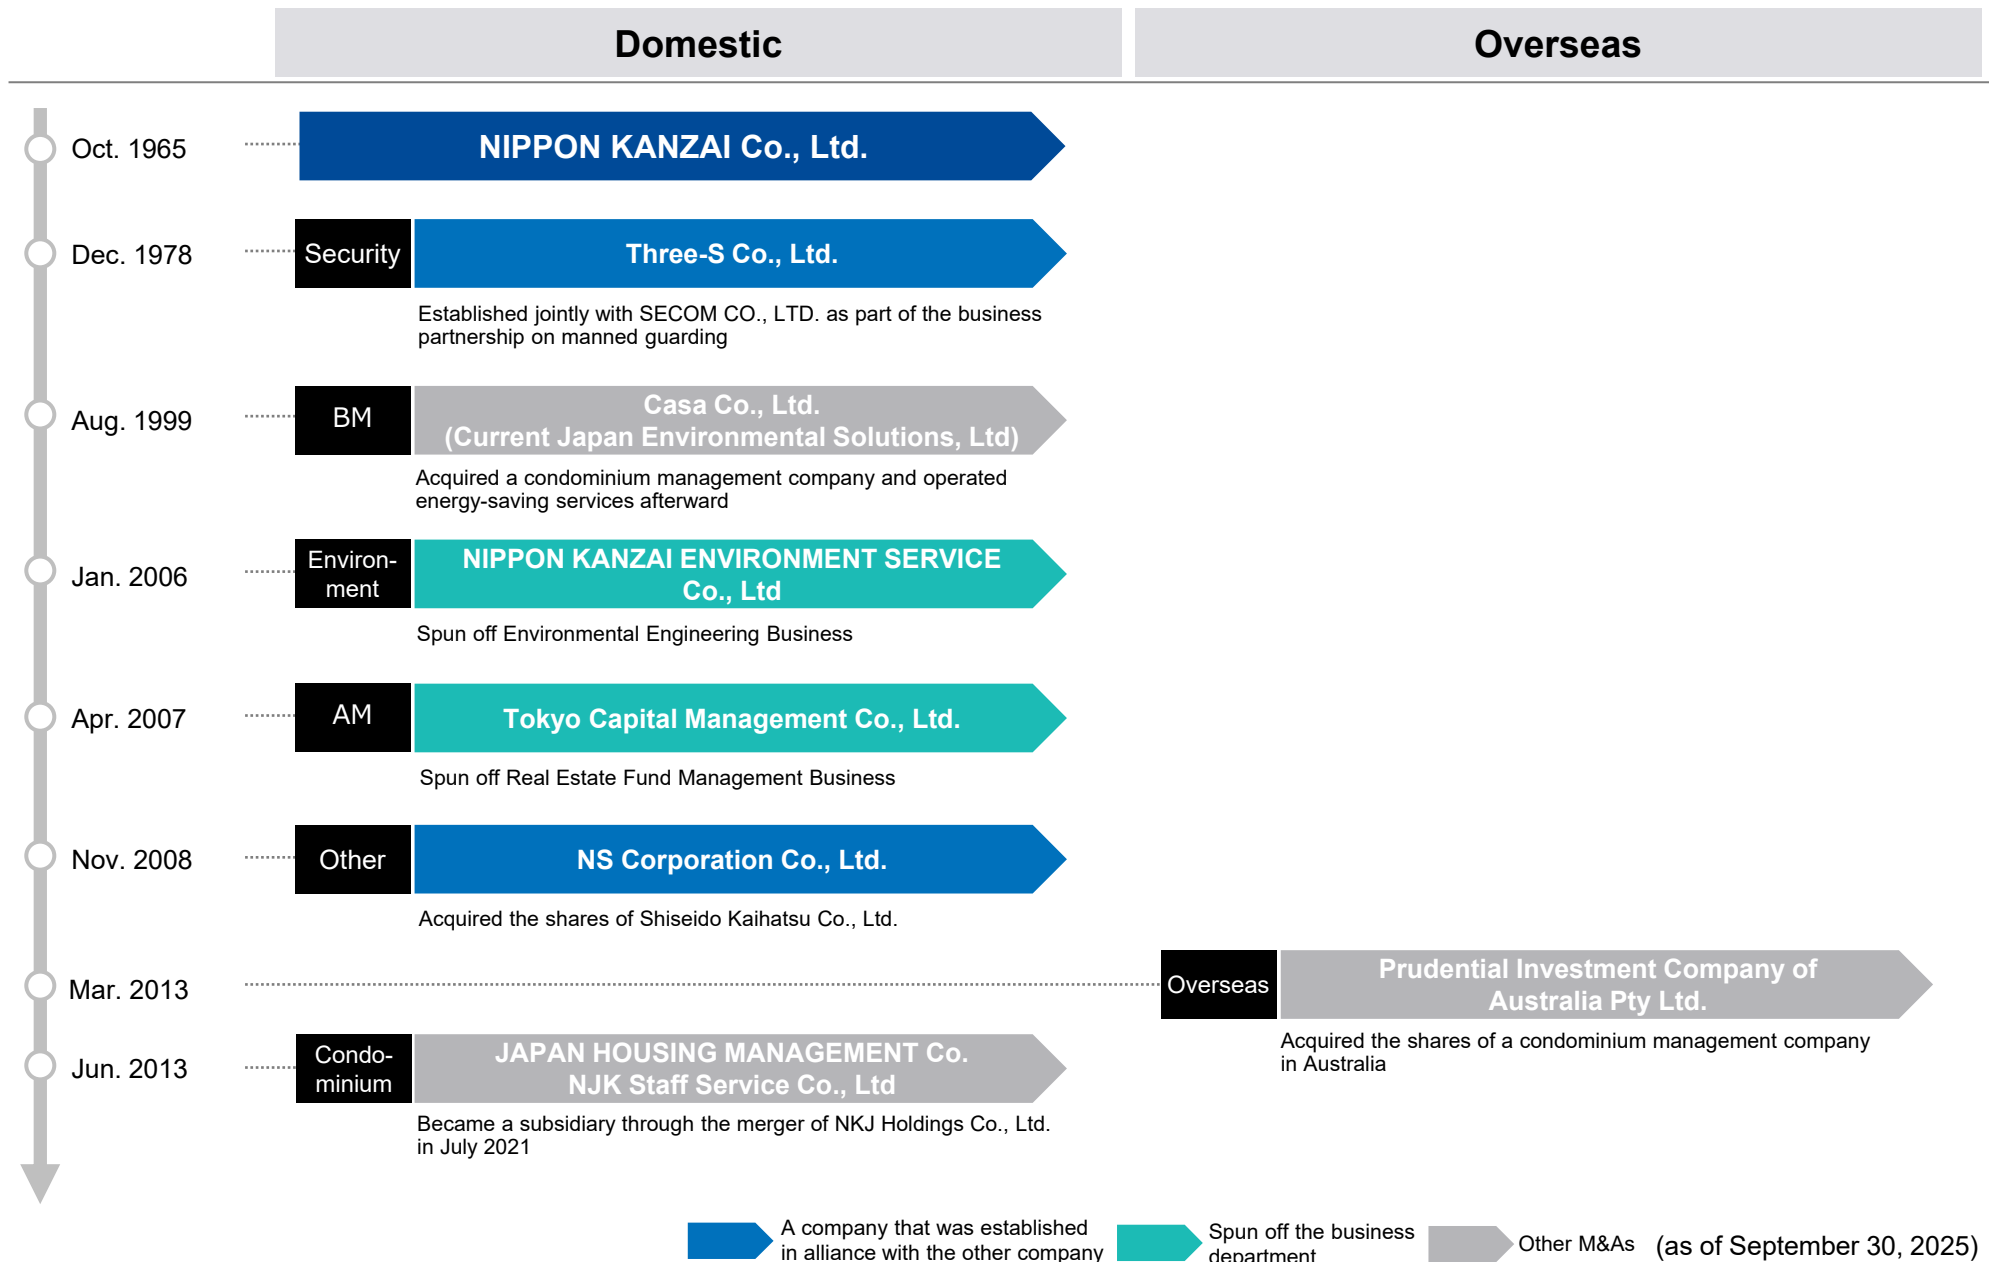 Domestic
Overseas
Oct. 1965
NIPPON KANZAI Co., Ltd.
Dec. 1978
Security
Three-S Co., Ltd.
Established jointly with SECOM CO., LTD. as part of the business
partnership on manned guarding
Aug. 1999
BM
Casa Co., Ltd.
(Current Japan Environmental Solutions, Ltd)
Acquired a condominium management company and operated
energy-saving services afterward
Jan. 2006
Environ-
ment
NIPPON KANZAI ENVIRONMENT SERVICE
Co., Ltd
Spun off Environmental Engineering Business
Apr. 2007
AM
Tokyo Capital Management Co., Ltd.
Spun off Real Estate Fund Management Business
Nov. 2008
Other
NS Corporation Co., Ltd.
Acquired the shares of Shiseido Kaihatsu Co., Ltd.
Mar. 2013
Overseas
Prudential Investment Company of
Australia Pty Ltd.
Acquired the shares of a condominium management company
in Australia
Jun. 2013
Condo-
minium
JAPAN HOUSING MANAGEMENT Co.
NJK Staff Service Co., Ltd
Became a subsidiary through the merger of NKJ Holdings Co., Ltd.
in July 2021
A company that was established
in alliance with the other company
Spun off the business
department
Other M&As
(as of September 30, 2025)